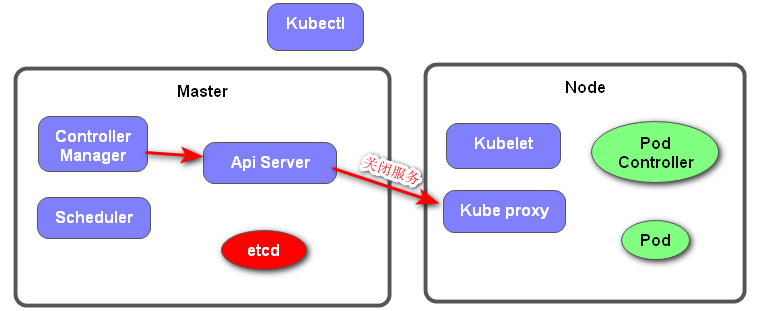 Kubectl
Master
Node
Controller
Manager
Api Server
Scheduler
etcd
关闭服务
Kubelet
Pod
Controller
Kube proxy
Pod